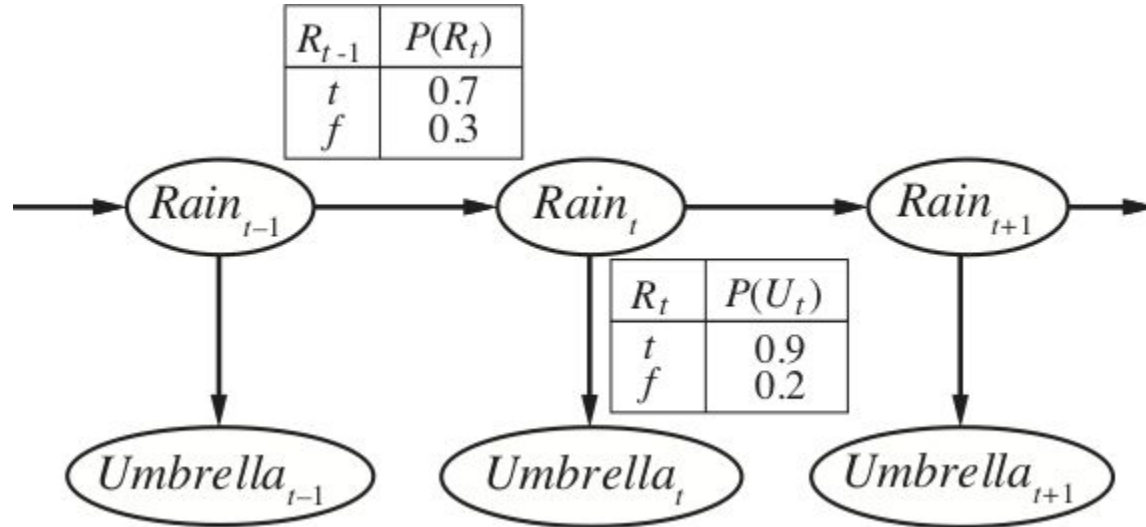 R_{t-1} P(R_t)
t 0.7
f 0.3
Rain_{t-1} Rain_t Rain_{t+1}
R_t P(U_t)
t 0.9
f 0.2
Umbrella_{t-1} Umbrella_t Umbrella_{t+1}